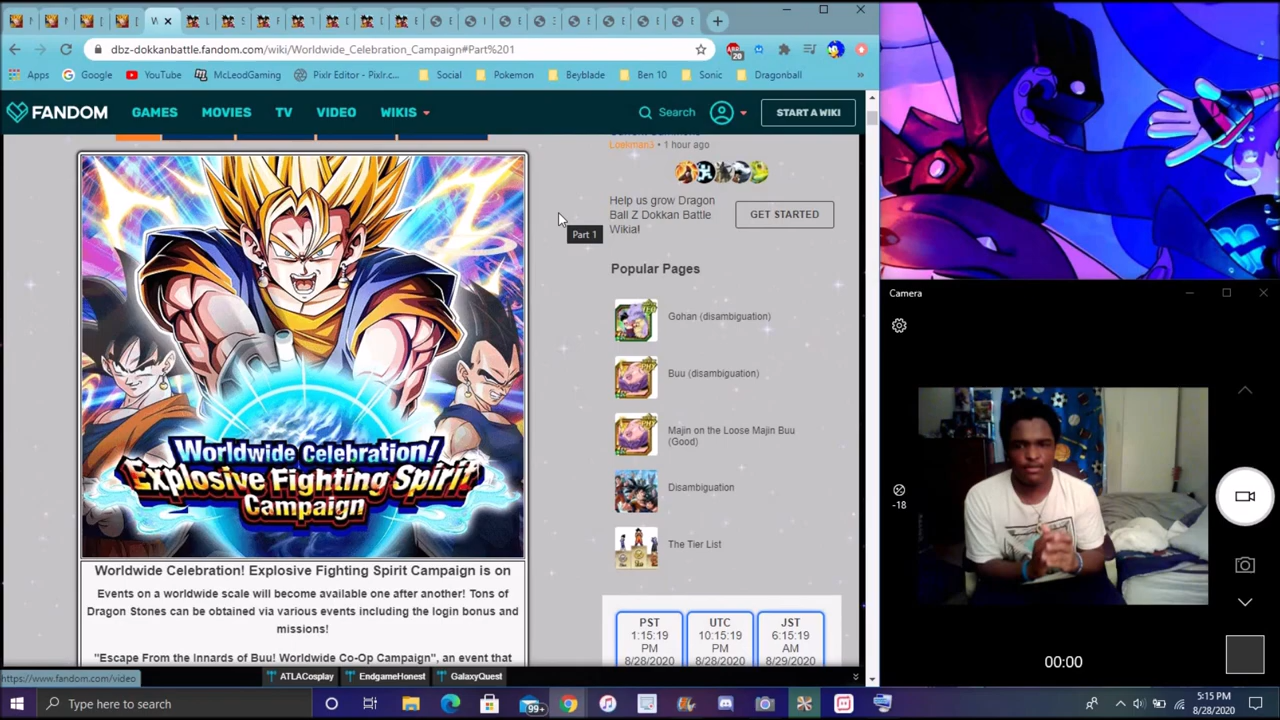 dbz-dokkanbattle.fandom.com/wiki/Worldwide_Celebration_Campaign#Part%201
Apps
Google
YouTube
McLeodGaming
Pixlr Editor - Pixlr.c...
Social
Pokemon
Beyblade
Ben 10
Sonic
Dragonball
»
FANDOM
GAMES
MOVIES
TV
VIDEO
WIKIS
Search
START A WIKI
Lookman3 • 1 hour ago
Help us grow Dragon
Ball Z Dokkan Battle
Wikia!
GET STARTED
Part 1
Popular Pages
Gohan (disambiguation)
Buu (disambiguation)
Majin on the Loose Majin Buu
(Good)
Disambiguation
The Tier List
Worldwide Celebration!
Explosive Fighting Spirit
Campaign
Worldwide Celebration! Explosive Fighting Spirit Campaign is on
Events on a worldwide scale will become available one after another! Tons of
Dragon Stones can be obtained via various events including the login bonus and
missions!
"Escape From the Innards of Buu! Worldwide Co-Op Campaign", an event that
PST
1:15:19
PM
8/28/2020
UTC
10:15:19
PM
8/28/2020
JST
6:15:19
AM
8/29/2020
https://www.fandom.com/video
ATLACosplay
EndgameHonest
GalaxyQuest
Camera
-18
00:00
Type here to search
99+
5:15 PM
8/28/2020